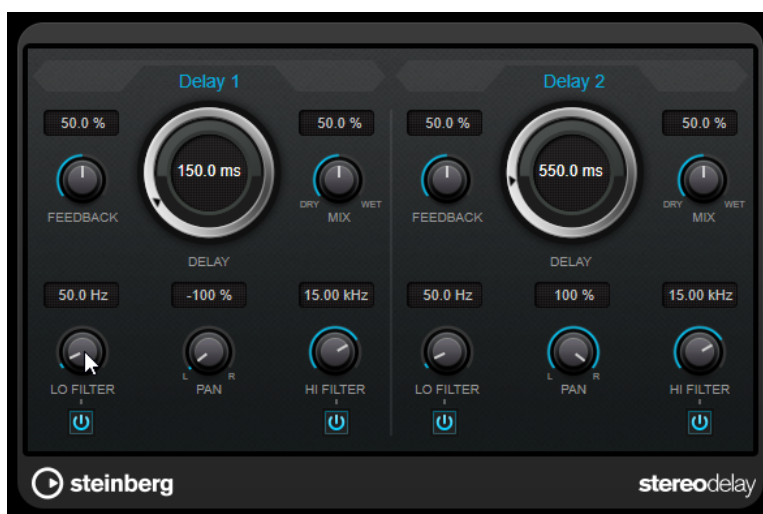 Delay 1 Delay 2
50.0 % 50.0 % 50.0 % 50.0 %
150.0 ms 550.0 ms
DRY WET DRY WET
FEEDBACK MIX FEEDBACK MIX
DELAY DELAY
50.0 Hz -100 % 15.00 kHz 50.0 Hz 100 % 15.00 kHz
L R L R
LO FILTER PAN HI FILTER LO FILTER PAN HI FILTER
steinberg stereodelay